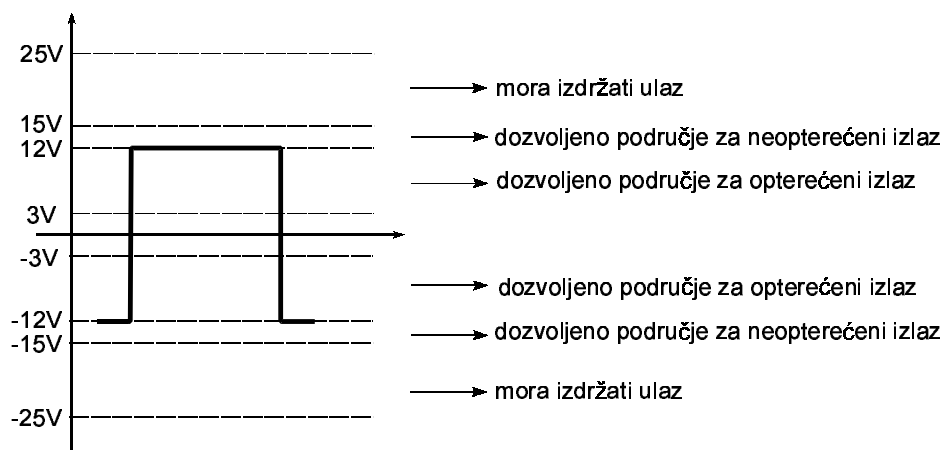 25V
mora izdržati ulaz
15V
dozvoljeno područje za neopterećeni izlaz
12V
dozvoljeno područje za opterećeni izlaz
3V
-3V
dozvoljeno područje za opterećeni izlaz
-12V
dozvoljeno područje za neopterećeni izlaz
-15V
mora izdržati ulaz
-25V